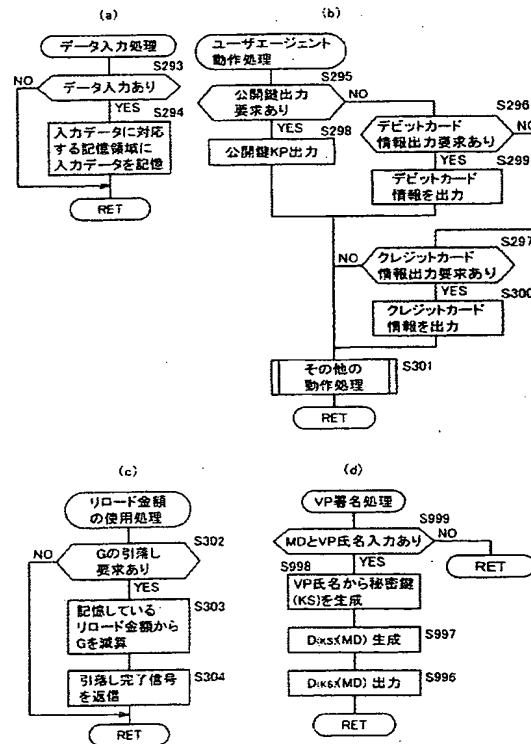 (a)
データ入力処理
S293
NO
データ入力あり
YES
S294
入力データに対応
する記憶領域に
入力データを記憶
RET
(b)
ユーザエージェント
動作処理
S295
公開鍵出力
要求あり
NO
YES
S298
公開鍵KP出力
S296
デビットカード
情報出力要求あり
NO
YES
S299
デビットカード
情報を出力
S297
NO
クレジットカード
情報出力要求あり
YES
S300
クレジットカード
情報を出力
その他の
動作処理
S301
RET
(c)
リロード金額
の使用処理
S302
NO
Gの引落し
要求あり
YES
S303
記憶している
リロード金額から
Gを減算
S304
引落し完了信号
を返信
RET
(d)
VP署名処理
S999
MDとVP氏名入力あり
NO
YES
RET
S998
VP氏名から秘密鍵
(KS)を生成
S997
D(KS)(MD) 生成
S996
D(KS)(MD) 出力
RET